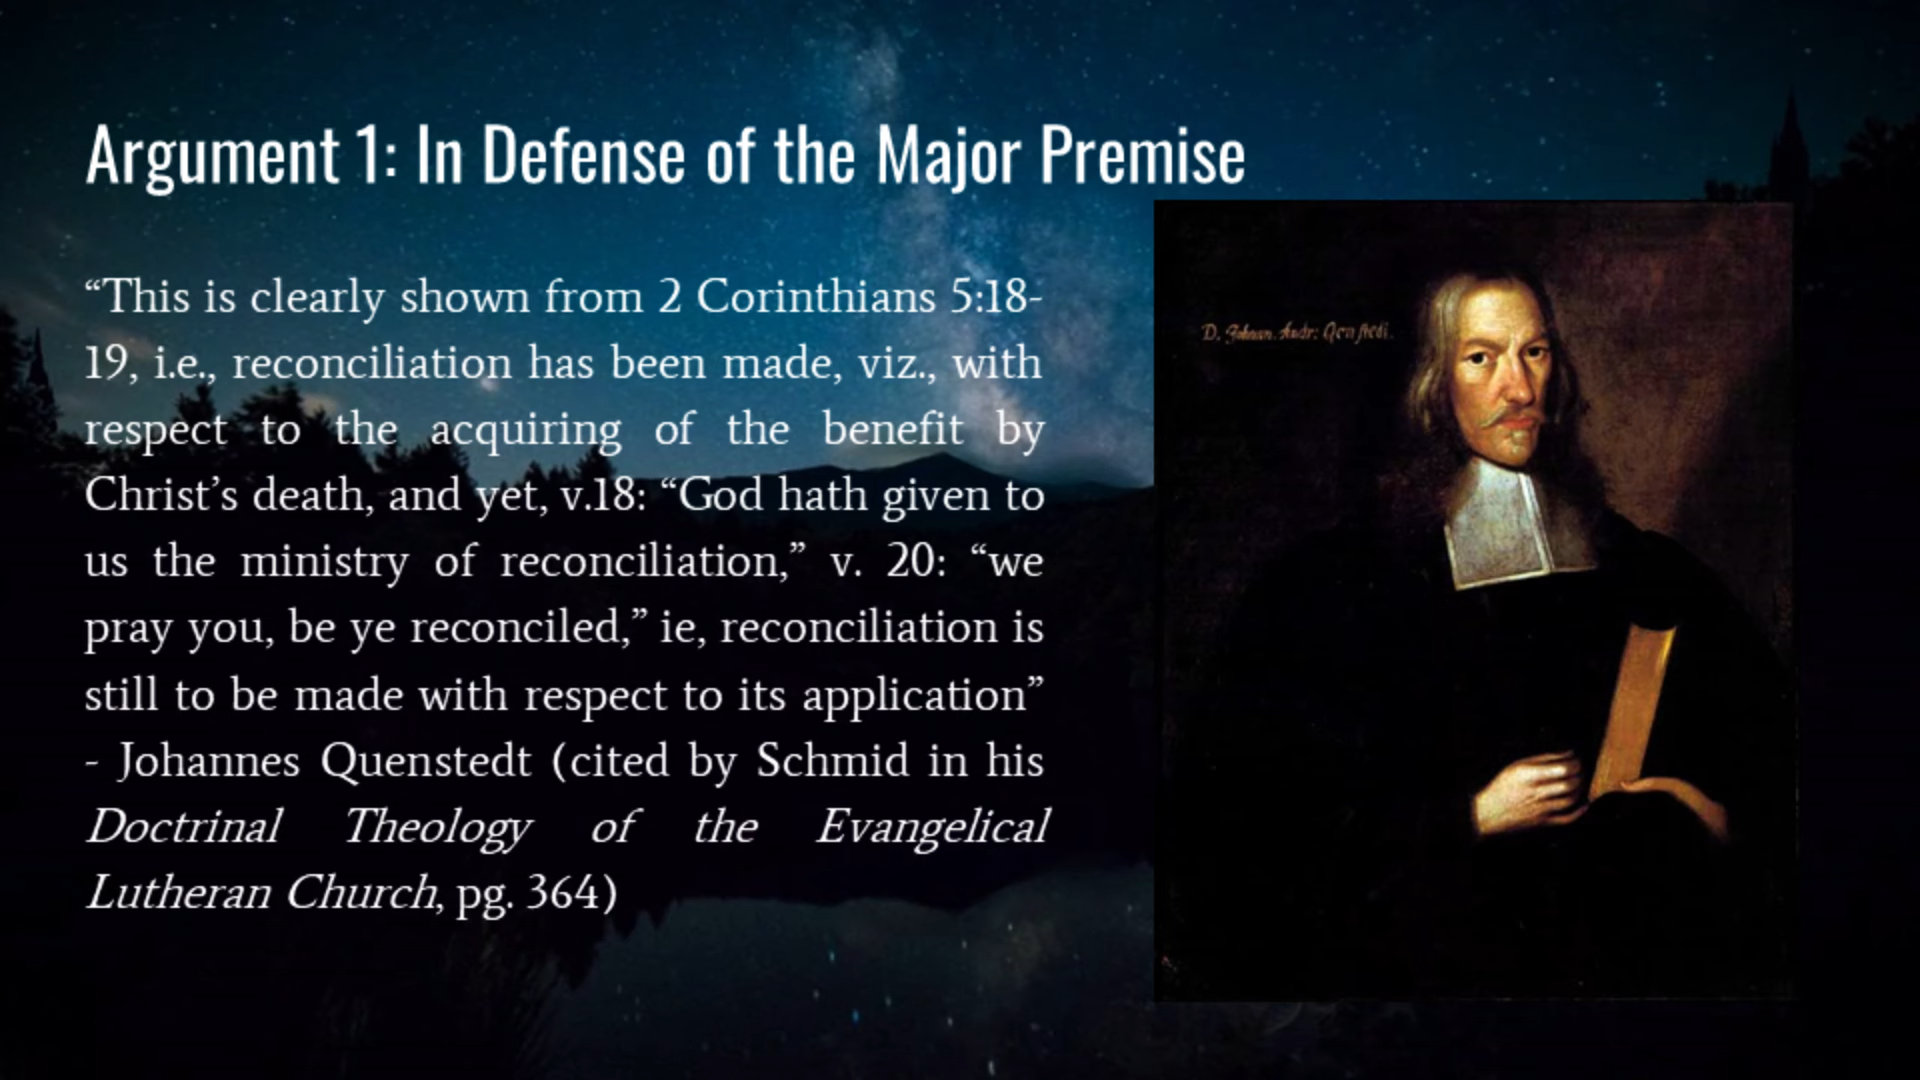 Argument 1: In Defense of the Major Premise
“This is clearly shown from 2 Corinthians 5:18-
19, i.e., reconciliation has been made, viz., with
respect to the acquiring of the benefit by
Christ’s death, and yet, v.18: “God hath given to
us the ministry of reconciliation,” v. 20: “we
pray you, be ye reconciled,” ie, reconciliation is
still to be made with respect to its application”
- Johannes Quenstedt (cited by Schmid in his
Doctrinal Theology of the Evangelical
Lutheran Church, pg. 364)
D. Johann. Andr: